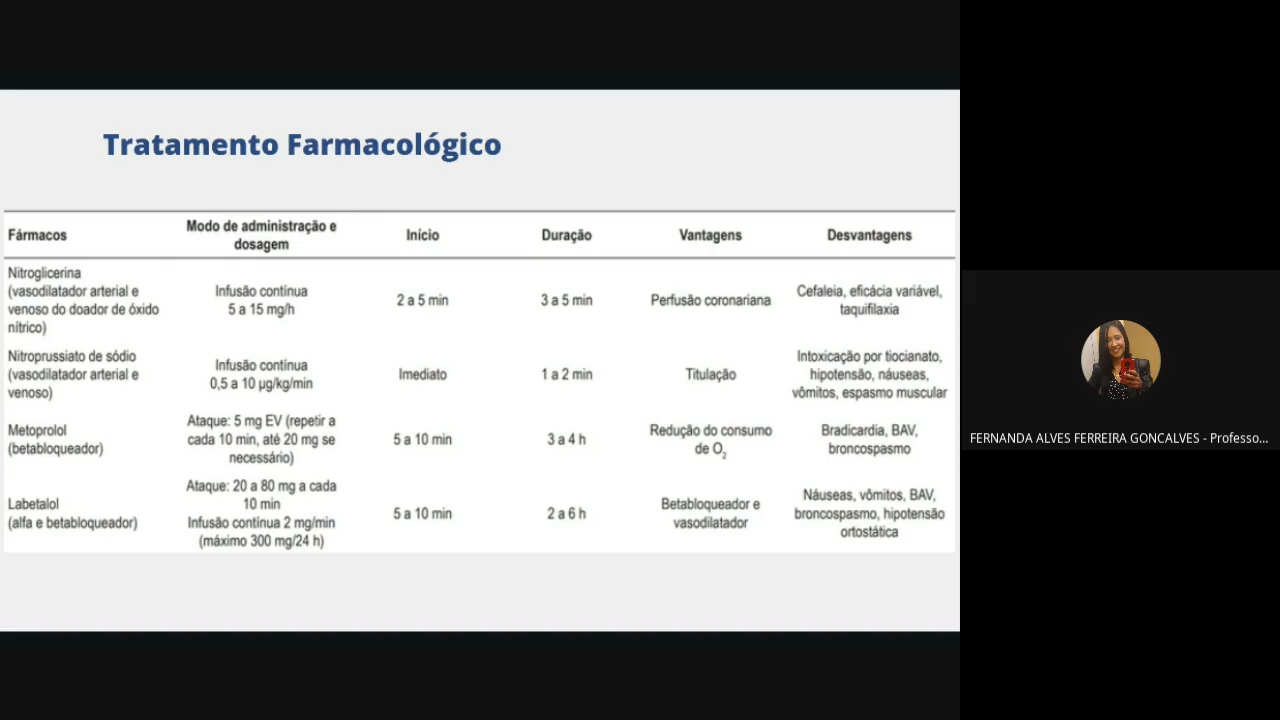 Tratamento Farmacológico
Fármacos
Modo de administração e
dosagem
Início
Duração
Vantagens
Desvantagens
Nitroglicerina
(vasodilatador arterial e
venoso do doador de óxido
nítrico)
Infusão contínua
5 a 15 mg/h
2 a 5 min
3 a 5 min
Perfusão coronariana
Cefaleia, eficácia variável,
taquifilaxia
Nitroprussiato de sódio
(vasodilatador arterial e
venoso)
Infusão contínua
0,5 a 10 µg/kg/min
Imediato
1 a 2 min
Titulação
Intoxicação por tiocianato,
hipotensão, náuseas,
vômitos, espasmo muscular
Metoprolol
(betabloqueador)
Ataque: 5 mg EV (repetir a
cada 10 min, até 20 mg se
necessário)
5 a 10 min
3 a 4 h
Redução do consumo
de O₂
Bradicardia, BAV,
broncospasmo
Labetalol
(alfa e betabloqueador)
Ataque: 20 a 80 mg a cada
10 min
Infusão contínua 2 mg/min
(máximo 300 mg/24 h)
5 a 10 min
2 a 6 h
Betabloqueador e
vasodilatador
Náuseas, vômitos, BAV,
broncospasmo, hipotensão
ortostática
FERNANDA ALVES FERREIRA GONCALVES - Professo...